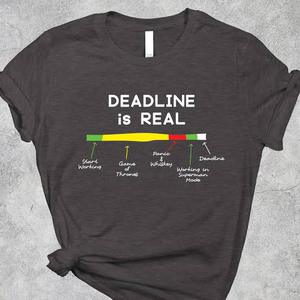 DEADLINE
is REAL
Start
Working
Game
of
Thrones
Panic
&
Whiskey
Working in
Superman
Mode
Deadline